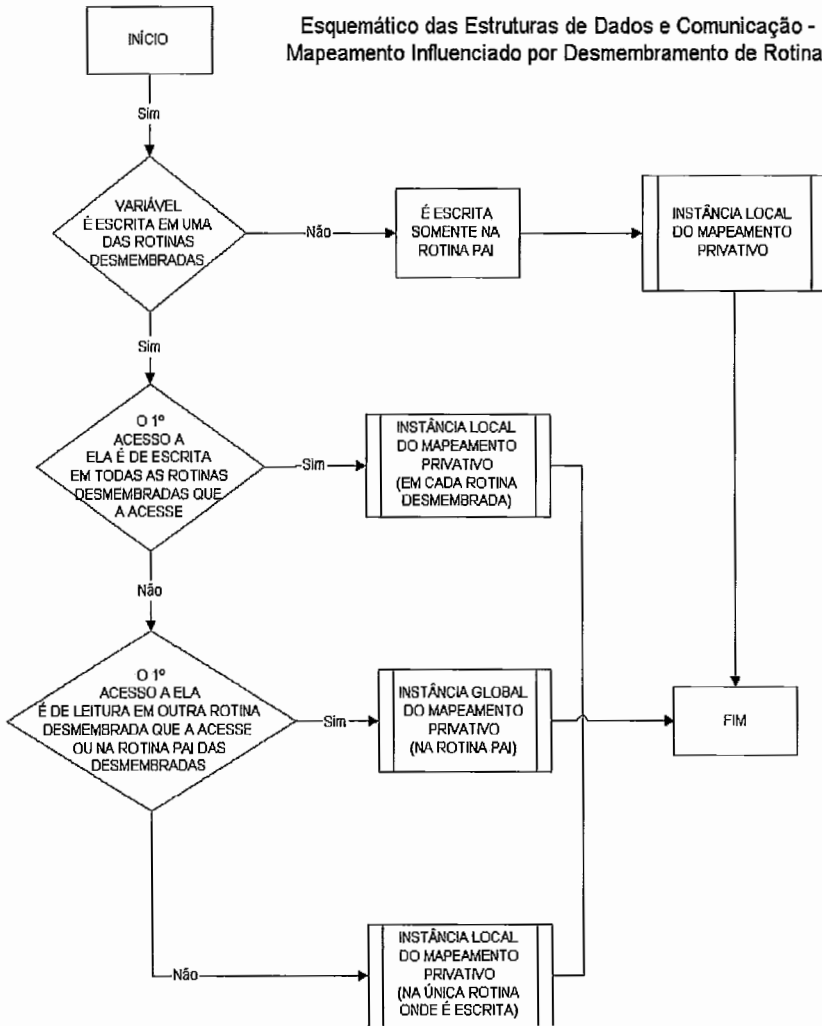 Esquemático das Estruturas de Dados e Comunicação -
Mapeamento Influenciado por Desmembramento de Rotina
INÍCIO
Sim
VARIÁVEL
É ESCRITA EM UMA
DAS ROTINAS
DESMEMBRADAS
Não
É ESCRITA
SOMENTE NA
ROTINA PAI
INSTÂNCIA LOCAL
DO MAPEAMENTO
PRIVATIVO
Sim
O 1º
ACESSO A
ELA É DE ESCRITA
EM TODAS AS ROTINAS
DESMEMBRADAS QUE
A ACESSE
Sim
INSTÂNCIA LOCAL
DO MAPEAMENTO
PRIVATIVO
(EM CADA ROTINA
DESMEMBRADA)
Não
O 1º
ACESSO A ELA
É DE LEITURA EM OUTRA ROTINA
DESMEMBRADA QUE A ACESSE
OU NA ROTINA PAI DAS
DESMEMBRADAS
Sim
INSTÂNCIA GLOBAL
DO MAPEAMENTO
PRIVATIVO
(NA ROTINA PAI)
FIM
Não
INSTÂNCIA LOCAL
DO MAPEAMENTO
PRIVATIVO
(NA ÚNICA ROTINA
ONDE É ESCRITA)